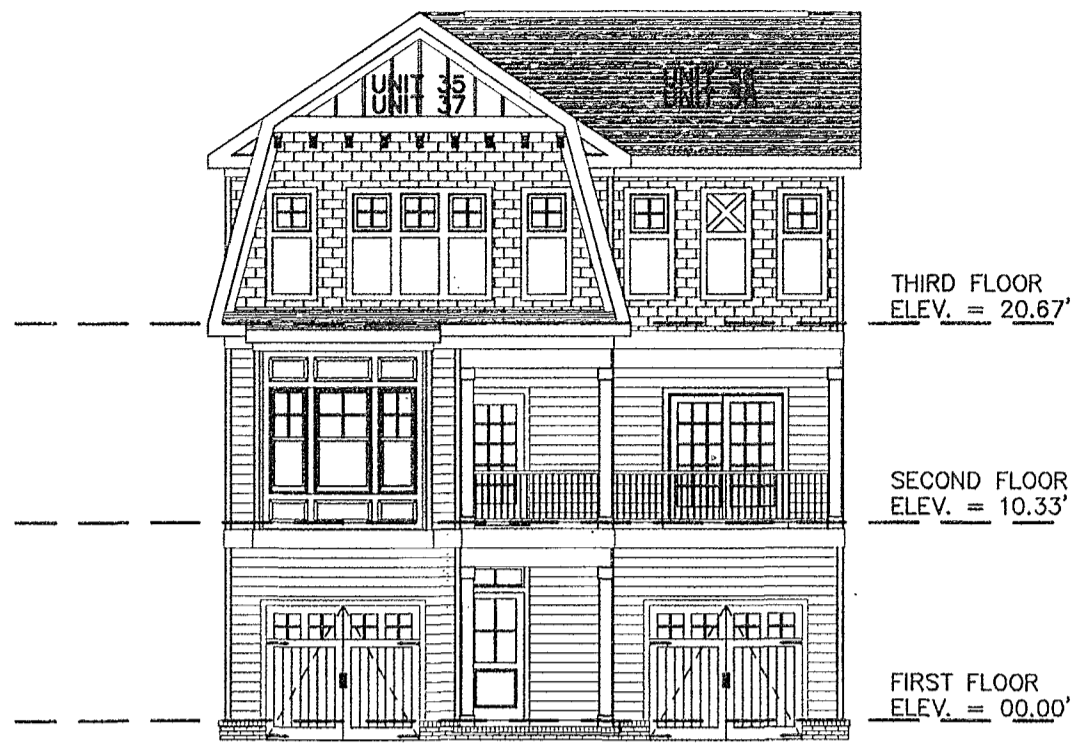 UNIT 35
UNIT 37
THIRD FLOOR
ELEV. = 20.67'
SECOND FLOOR
ELEV. = 10.33'
FIRST FLOOR
ELEV. = 00.00'